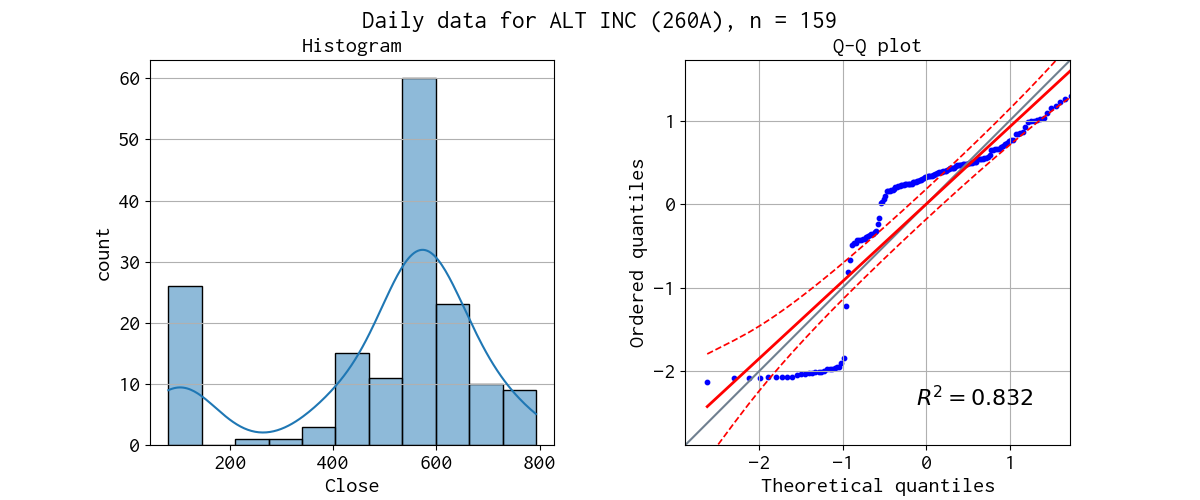 Daily data for ALT INC (260A), n = 159
Histogram
60
50
40
30
20
10
0
count
200
400
600
800
Close
Q-Q plot
1
0
−1
−2
Ordered quantiles
R² = 0.832
−2
−1
0
1
Theoretical quantiles